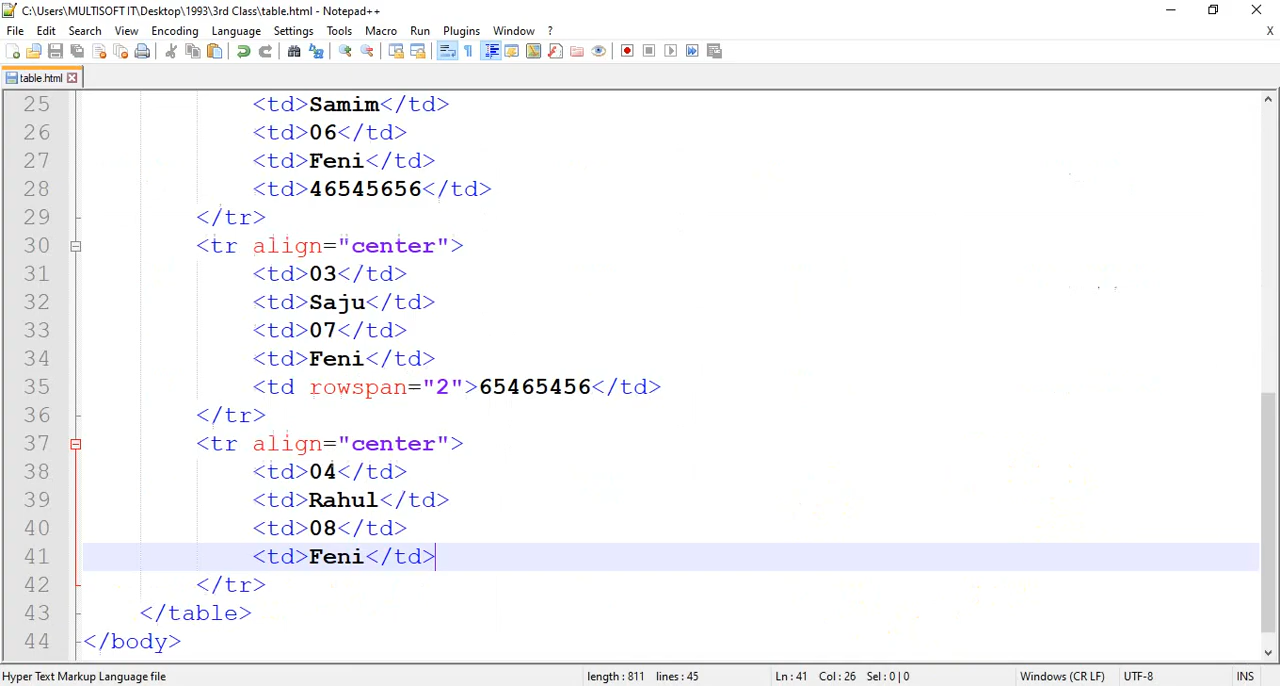 C:\Users\MULTISOFT IT\Desktop\1993\3rd Class\table.html - Notepad++
File Edit Search View Encoding Language Settings Tools Macro Run Plugins Window ? X
table.html
25 <td>Samim</td>
26 <td>06</td>
27 <td>Feni</td>
28 <td>46545656</td>
29 </tr>
30 <tr align="center">
31 <td>03</td>
32 <td>Saju</td>
33 <td>07</td>
34 <td>Feni</td>
35 <td rowspan="2">65465456</td>
36 </tr>
37 <tr align="center">
38 <td>04</td>
39 <td>Rahul</td>
40 <td>08</td>
41 <td>Feni</td>
42 </tr>
43 </table>
44 </body>
Hyper Text Markup Language file length : 811 lines : 45 Ln : 41 Col : 26 Sel : 0 | 0 Windows (CR LF) UTF-8 INS